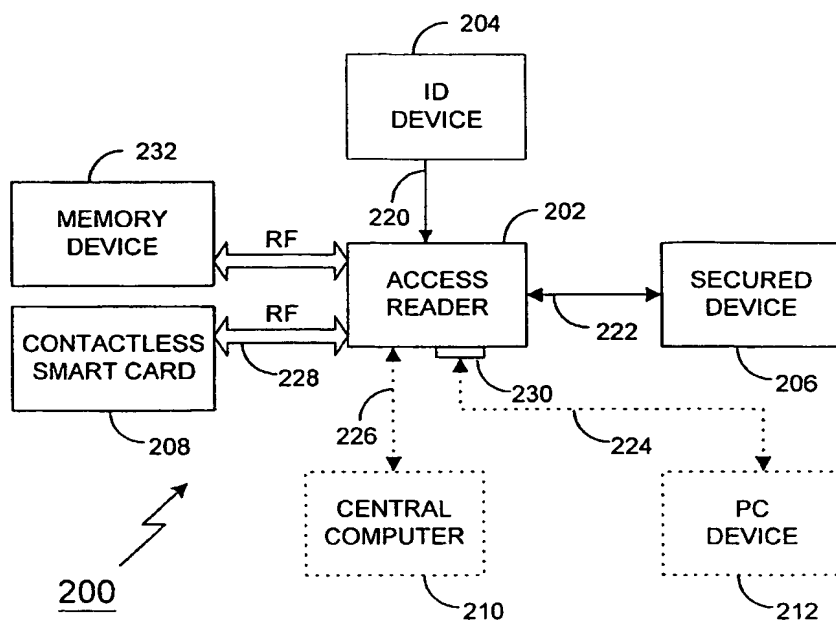 204
ID
DEVICE
232
220
202
MEMORY
DEVICE
RF
ACCESS
READER
SECURED
DEVICE
222
RF
CONTACTLESS
SMART CARD
228
230
206
226
224
208
CENTRAL
COMPUTER
PC
DEVICE
200
210
212